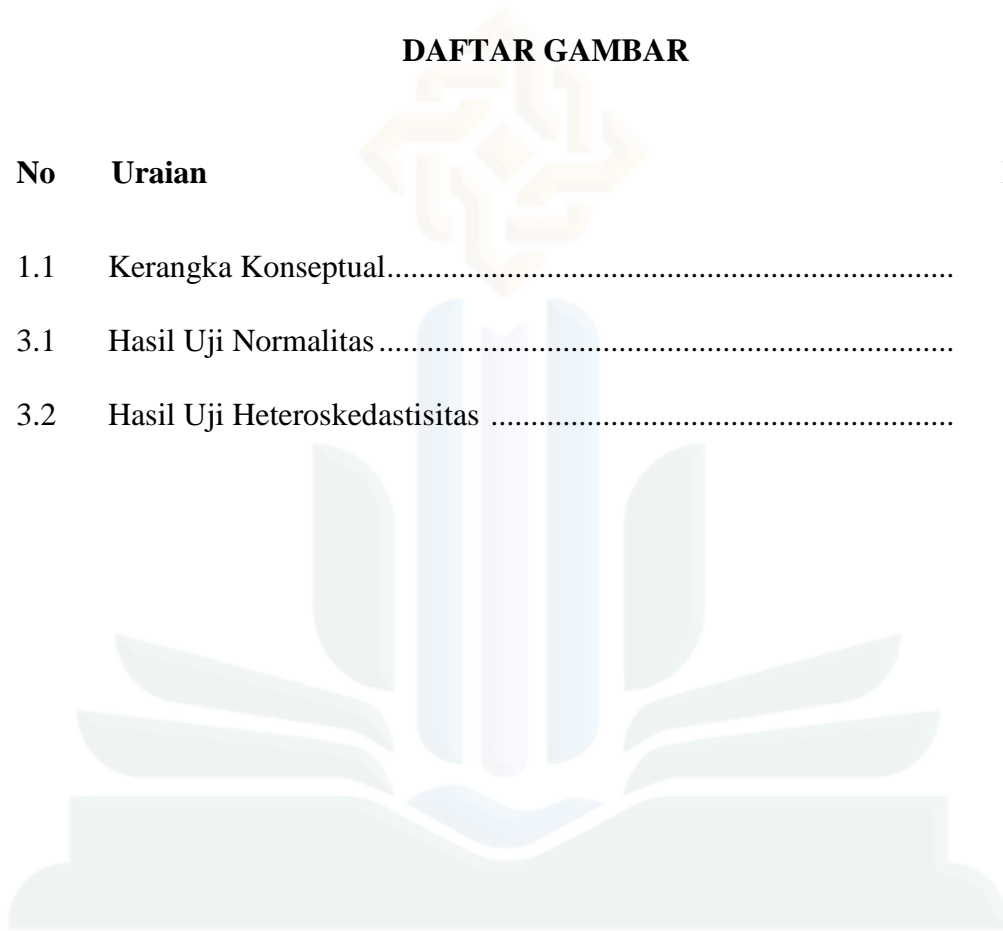 DAFTAR GAMBAR
No Uraian
1.1 Kerangka Konseptual.......................................................................
3.1 Hasil Uji Normalitas........................................................................
3.2 Hasil Uji Heteroskedastisitas ..........................................................